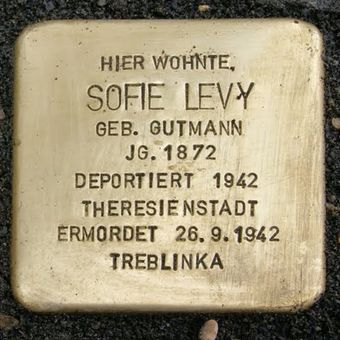 HIER WOHNTE,
SOFIE LEVY
GEB. GUTMANN
JG. 1872
DEPORTIERT 1942
THERESIENSTADT
ERMORDET 26.9.1942
TREBLINKA